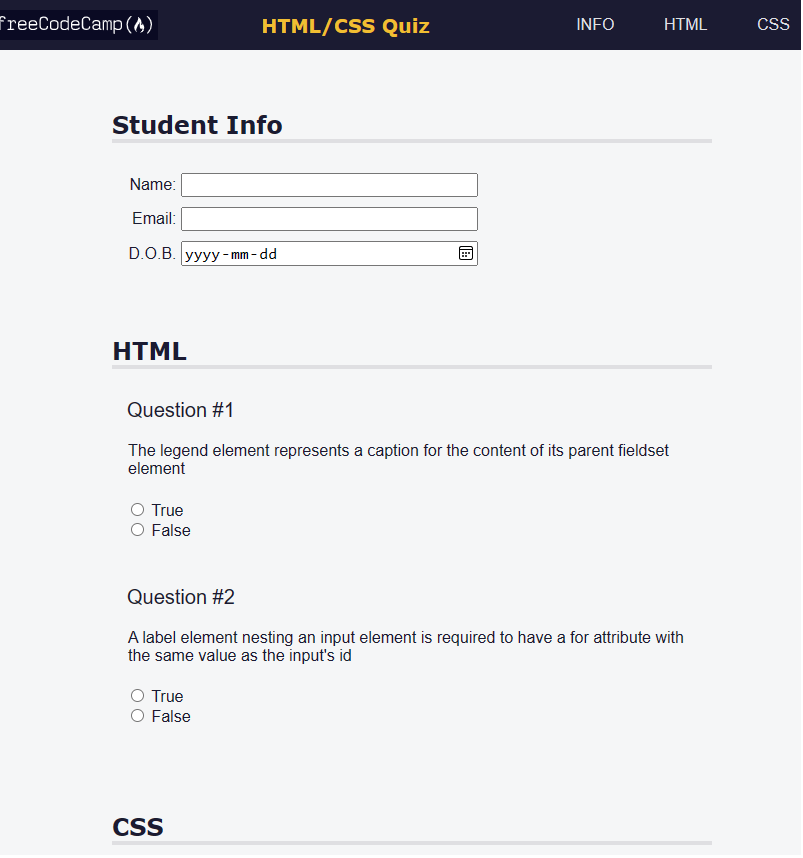 freeCodeCamp
HTML/CSS Quiz
INFO
HTML
CSS
Student Info
Name:
Email:
D.O.B.
yyyy-mm-dd
HTML
Question #1
The legend element represents a caption for the content of its parent fieldset
element
True
False
Question #2
A label element nesting an input element is required to have a for attribute with
the same value as the input's id
True
False
CSS